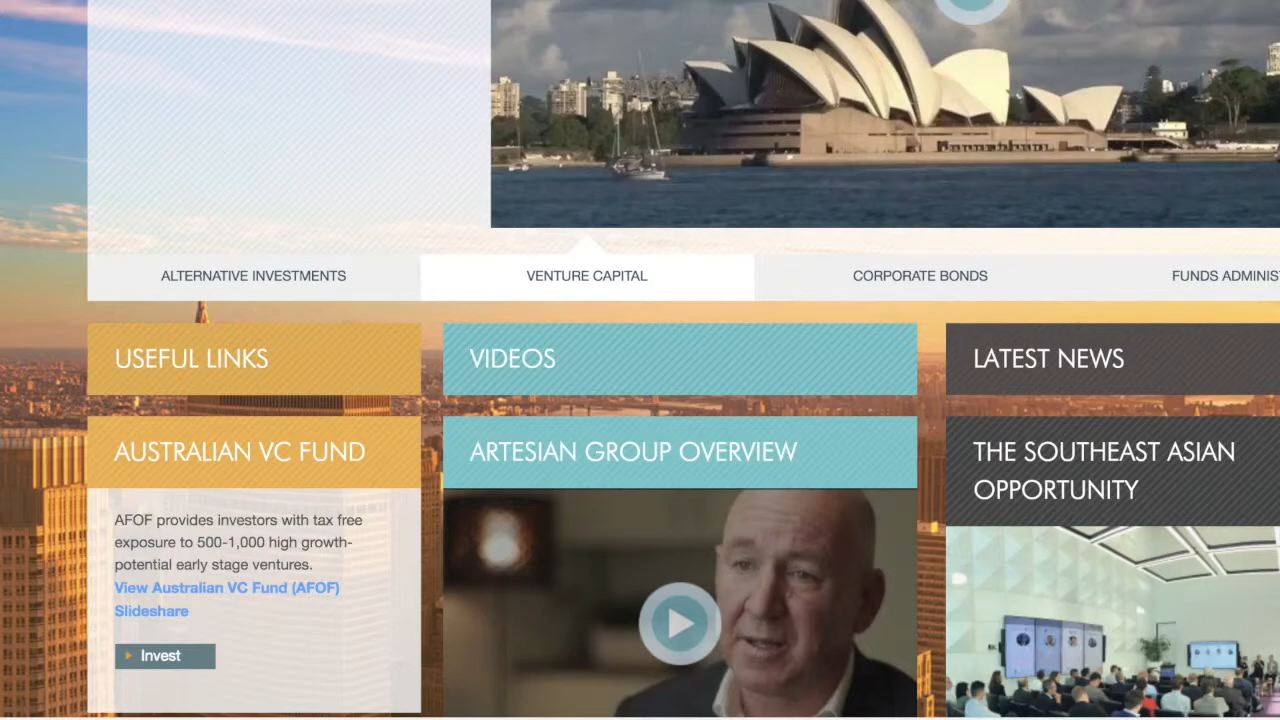 ALTERNATIVE INVESTMENTS
VENTURE CAPITAL
CORPORATE BONDS
FUNDS ADMINIS
USEFUL LINKS
VIDEOS
LATEST NEWS
AUSTRALIAN VC FUND
AFOF provides investors with tax free
exposure to 500-1,000 high growth-
potential early stage ventures.
View Australian VC Fund (AFOF)
Slideshare
Invest
ARTESIAN GROUP OVERVIEW
THE SOUTHEAST ASIAN
OPPORTUNITY